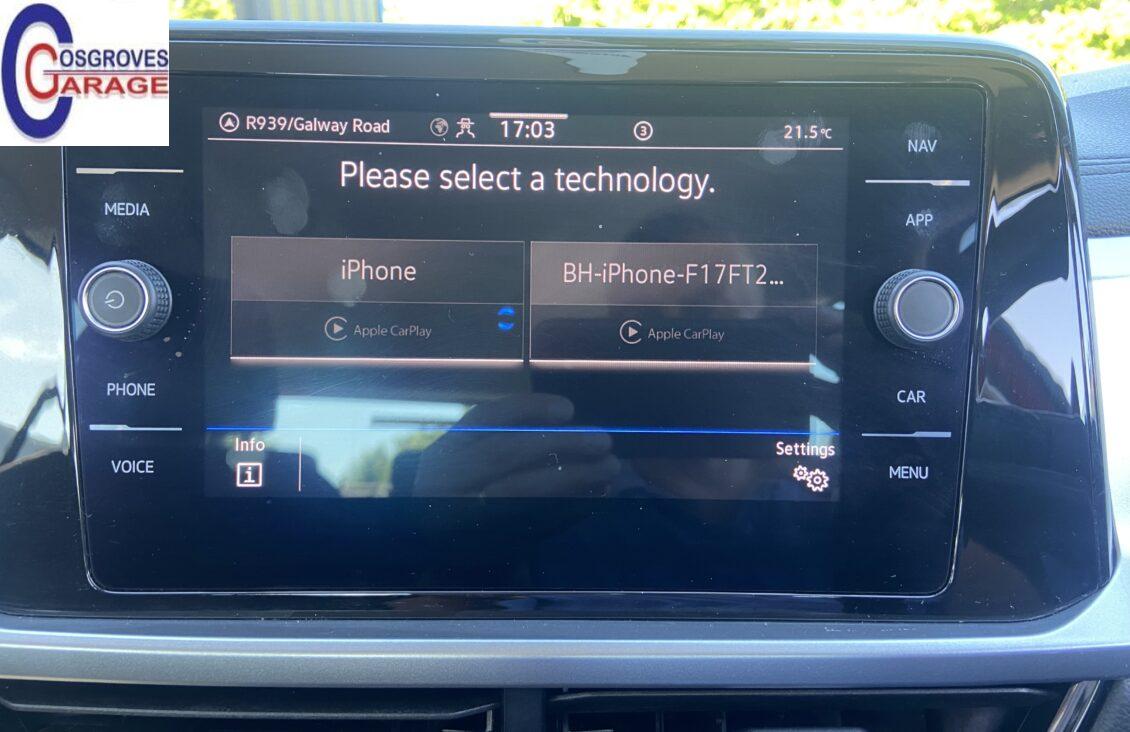 COSGROVES
GARAGE
R939/Galway Road 17:03 3 21.5°C
Please select a technology.
iPhone
BH-iPhone-F17FT2...
Apple CarPlay
Apple CarPlay
Info
i
Settings
MEDIA
PHONE
VOICE
NAV
APP
CAR
MENU